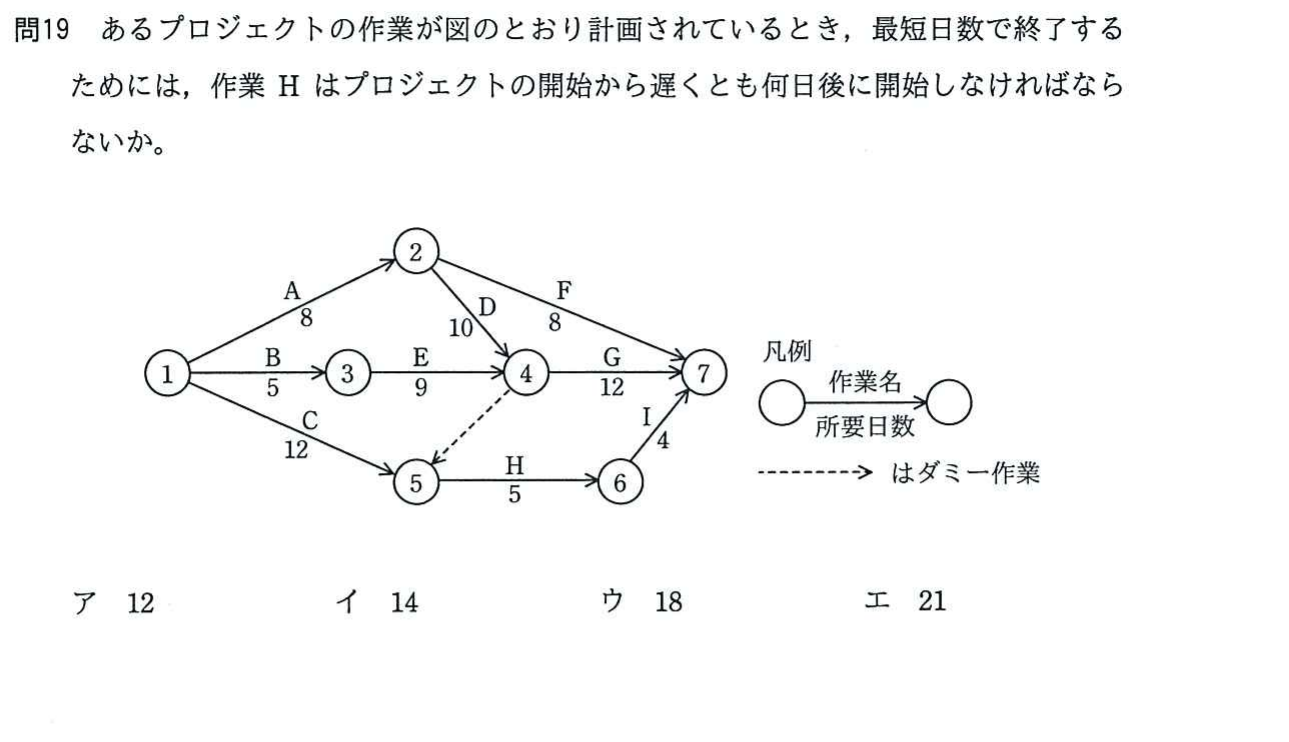 問19 あるプロジェクトの作業が図のとおり計画されているとき，最短日数で終了する
ためには，作業 H はプロジェクトの開始から遅くとも何日後に開始しなければなら
ないか。
2
A
8
F
8
D
10
1
B
5
3
E
9
4
G
12
7
C
12
I
4
5
H
5
6
凡例
作業名
所要日数
はダミー作業
ア 12 イ 14 ウ 18 エ 21